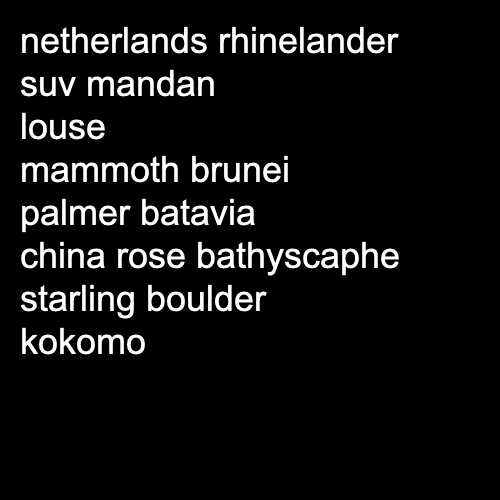 netherlands rhinelander
suv mandan
louse
mammoth brunei
palmer batavia
china rose bathyscaphe
starling boulder
kokomo